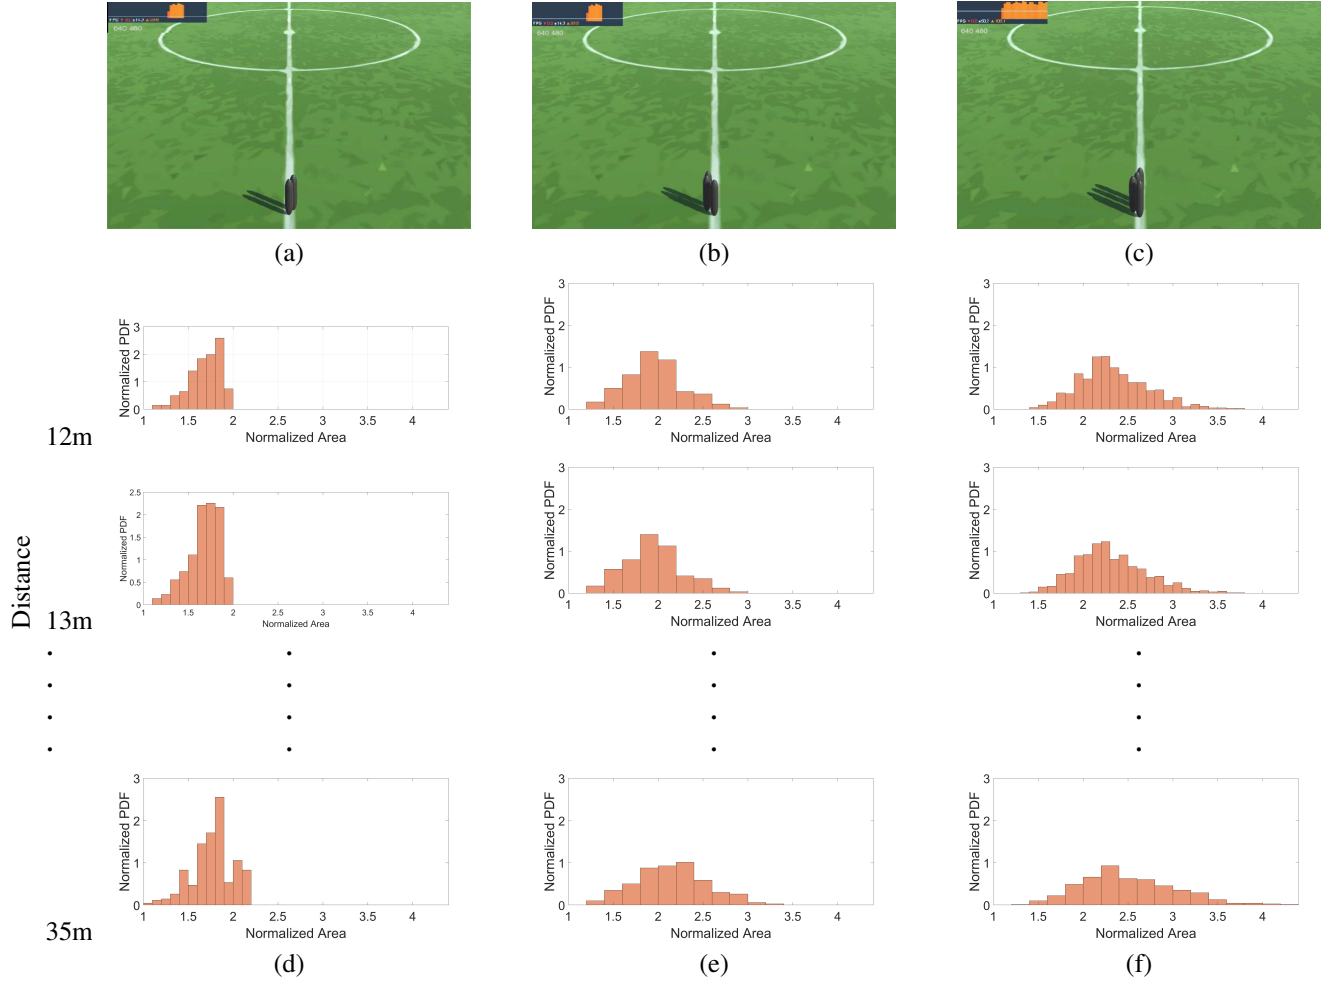 640 480
640 480
640 480
(a)
(b)
(c)
Distance
12m
3
2
1
0
Normalized PDF
1 1.5 2 2.5 3 3.5 4
Normalized Area
3
2
1
0
Normalized PDF
1 1.5 2 2.5 3 3.5 4
Normalized Area
3
2
1
0
Normalized PDF
1 1.5 2 2.5 3 3.5 4
Normalized Area
13m
2.5
2
1.5
1
0.5
0
Normalized PDF
1 1.5 2 2.5 3 3.5 4
Normalized Area
3
2
1
0
Normalized PDF
1 1.5 2 2.5 3 3.5 4
Normalized Area
3
2
1
0
Normalized PDF
1 1.5 2 2.5 3 3.5 4
Normalized Area
35m
3
2
1
0
Normalized PDF
1 1.5 2 2.5 3 3.5 4
Normalized Area
3
2
1
0
Normalized PDF
1 1.5 2 2.5 3 3.5 4
Normalized Area
3
2
1
0
Normalized PDF
1 1.5 2 2.5 3 3.5 4
Normalized Area
(d)
(e)
(f)